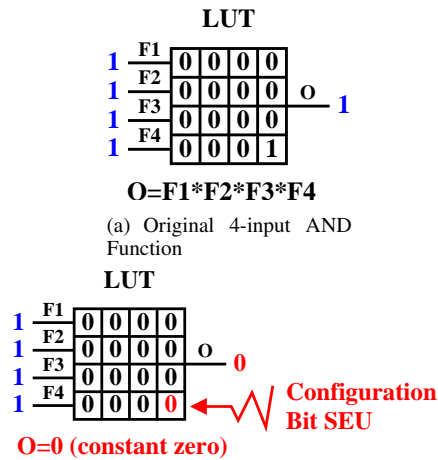 LUT
1 F1 0 0 0 0
1 F2 0 0 0 0 O 1
1 F3 0 0 0 0
1 F4 0 0 0 1
O=F1*F2*F3*F4
(a) Original 4-input AND
Function
LUT
1 F1 0 0 0 0
1 F2 0 0 0 0 O 0
1 F3 0 0 0 0
1 F4 0 0 0 0 Configuration
Bit SEU
O=0 (constant zero)